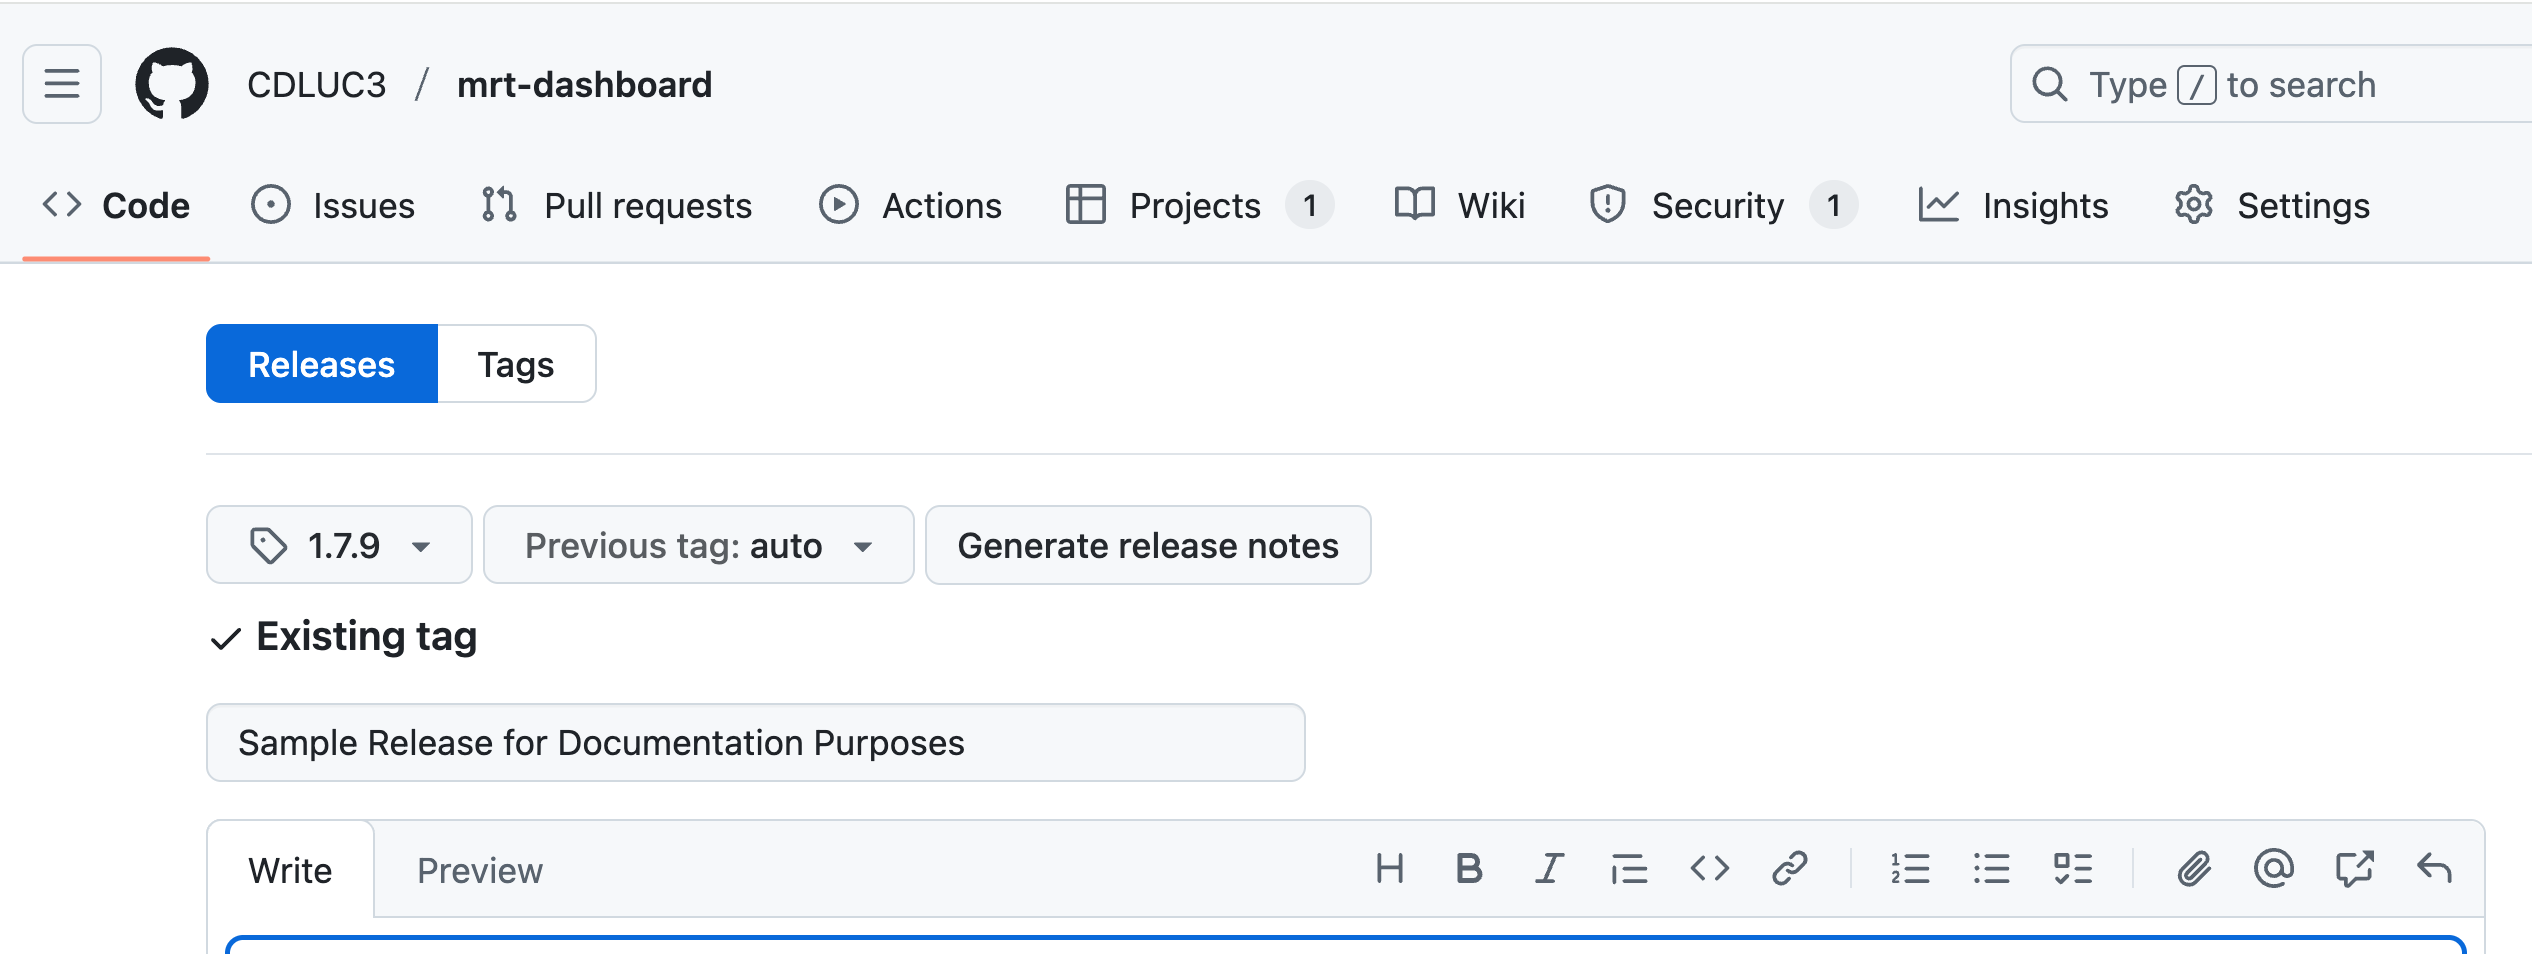 CDLUC3 / mrt-dashboard
Type / to search
Code Issues Pull requests Actions Projects 1 Wiki Security 1 Insights Settings
Releases Tags
1.7.9 Previous tag: auto Generate release notes
Existing tag
Sample Release for Documentation Purposes
Write Preview